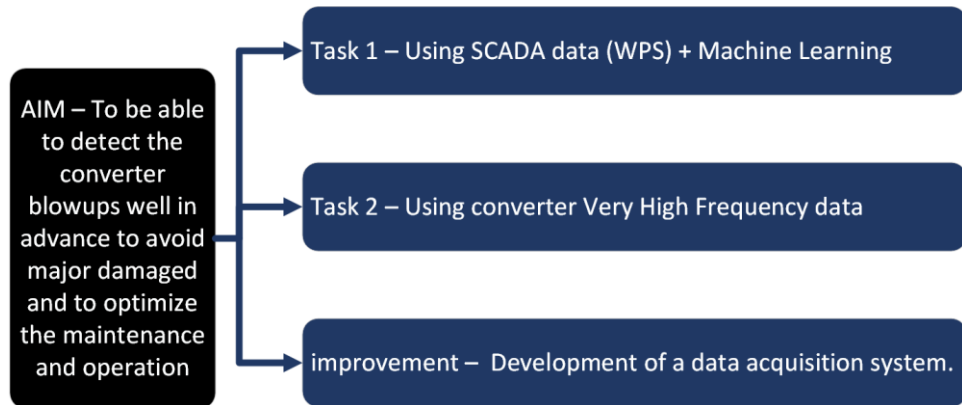 AIM – To be able
to detect the
converter
blowups well in
advance to avoid
major damaged
and to optimize
the maintenance
and operation
Task 1 – Using SCADA data (WPS) + Machine Learning
Task 2 – Using converter Very High Frequency data
improvement –  Development of a data acquisition system.